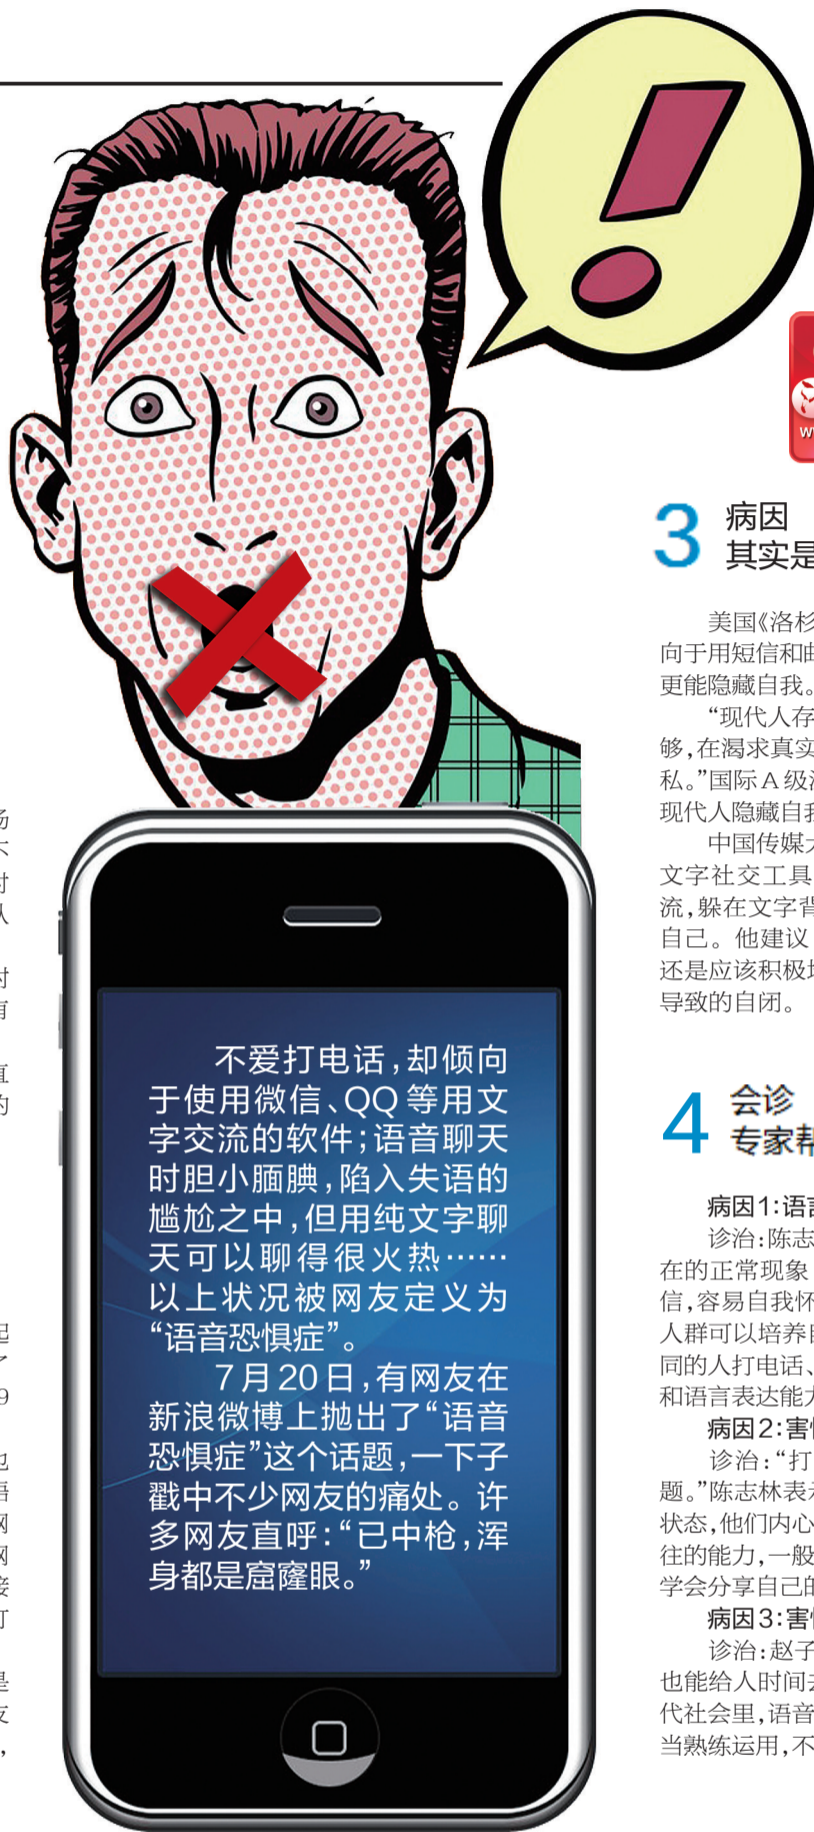 不爱打电话,却倾向
于使用微信、QQ等用文
字交流的软件;语音聊天
时胆小腼腆,陷入失语的
尴尬之中,但用纯文字聊
天可以聊得很火热……
以上状况被网友定义为
“语音恐惧症”。
7月20日,有网友在
新浪微博上抛出了“语音
恐惧症”这个话题,一下子
戳中不少网友的痛处。许
多网友直呼:“已中枪,浑
身都是窟窿眼。”
3 病因
其实是
美国《洛杉
向于用短信和
更能隐藏自我。
“现代人存
够,在渴求真实
私。”国际A级
现代人隐藏自
中国传媒
文字社交工具
流,躲在文字背
自己。他建议
还是应该积极
导致的自闭。
4 会诊
专家
病因1:语
诊治:陈志
在的正常现象
信,容易自我怀
人群可以培养
同的人打电话、
和语言表达能
病因2:害
诊治:“打
题。”陈志林表
状态,他们内心
往的能力,一般
学会分享自己的
病因3:害
诊治:赵子
也能给人时间
代社会里,语音
当熟练运用,不